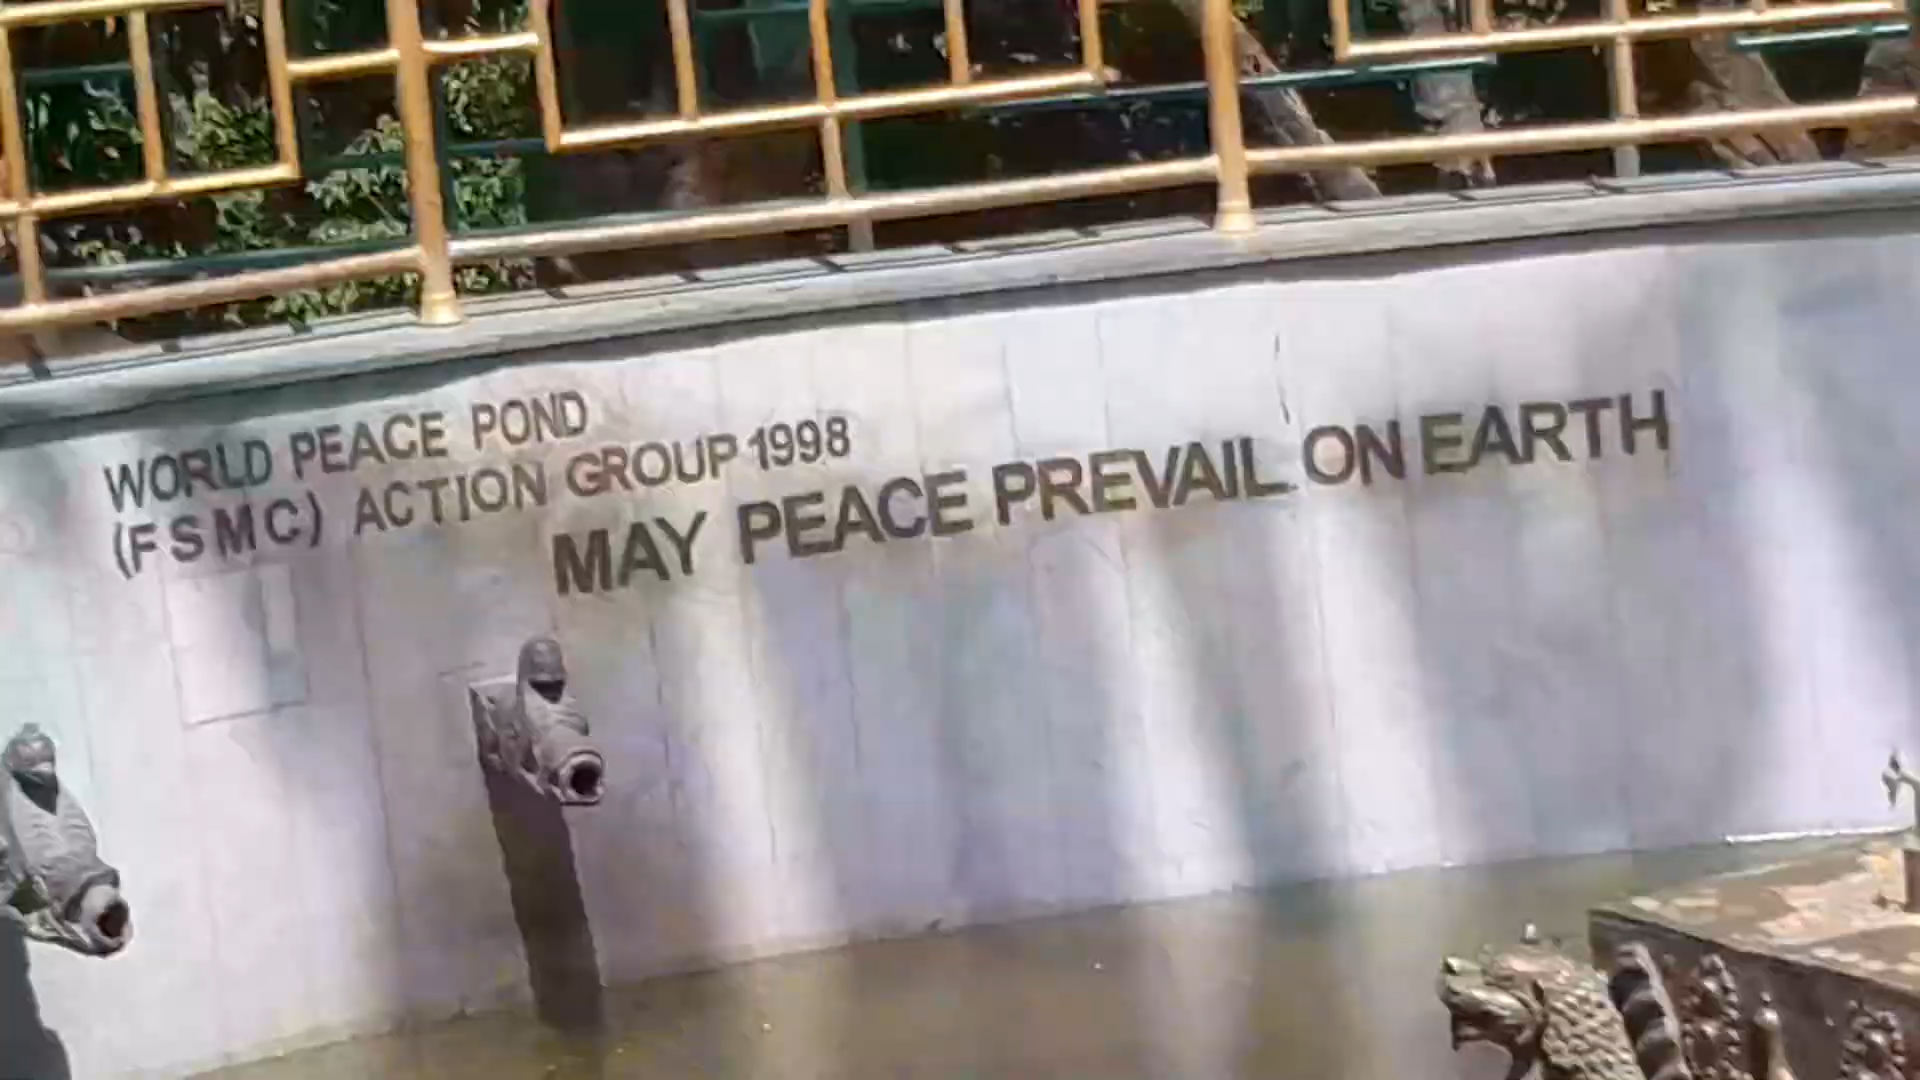 WORLD PEACE POND
(FSMC) ACTION GROUP 1998
MAY PEACE PREVAIL ON EARTH